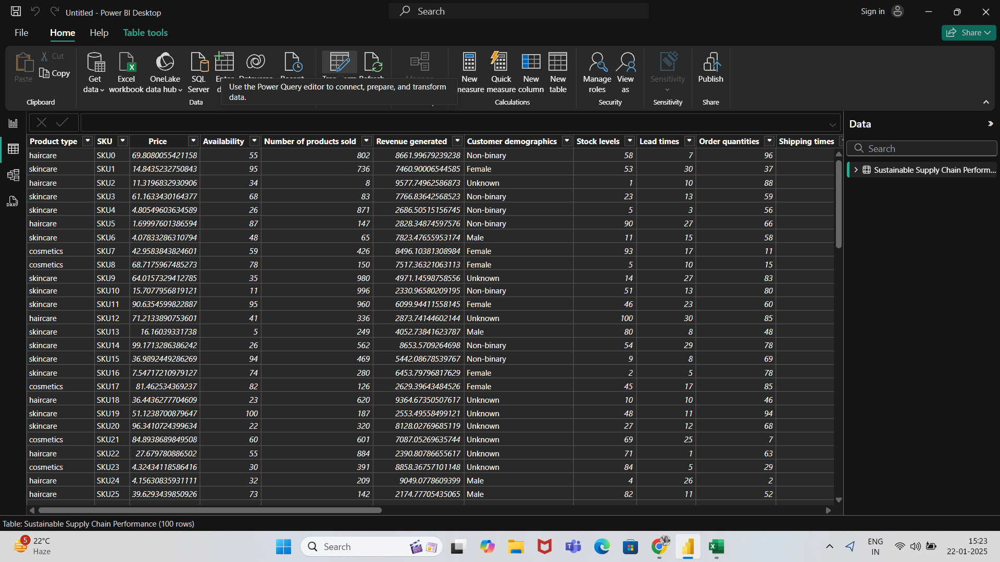 Untitled - Power BI Desktop
Search
Sign in
File
Home
Help
Table tools
Share
Paste
Cut
Copy
Clipboard
Get data
Excel workbook
OneLake data hub
SQL Server
Data
Use the Power Query editor to connect, prepare, and transform data.
New measure
Quick measure
New column
New table
Calculations
Manage roles
View as
Security
Sensitivity
Sensitivity
Publish
Share
DAX
Product type SKU Price Availability Number of products sold Revenue generated Customer demographics Stock levels Lead times Order quantities Shipping times
haircare SKU0 69.8080055421158 55 802 8661.99679239238 Non-binary 58 7 96
skincare SKU1 14.8435232750843 95 736 7460.90006544585 Female 53 30 37
haircare SKU2 11.3196832930906 34 8 9577.74962586873 Unknown 1 10 88
skincare SKU3 61.1633430164377 68 83 7766.83642568523 Non-binary 23 13 59
skincare SKU4 4.80549603634589 26 871 2686.50515156745 Non-binary 5 3 56
haircare SKU5 1.69997601386594 87 147 2828.34874597576 Non-binary 90 27 66
skincare SKU6 4.07833286310794 48 65 7823.47655953174 Male 11 15 58
cosmetics SKU7 42.9583843824601 59 426 8496.10381308984 Female 93 17 11
cosmetics SKU8 68.7175967485273 78 150 7517.36321063113 Female 5 10 15
skincare SKU9 64.0157329412785 35 980 4971.14598758556 Unknown 14 27 83
skincare SKU10 15.7077956819121 11 996 2330.96580209195 Non-binary 51 13 80
skincare SKU11 90.6354599822887 95 960 6099.94411558145 Female 46 23 60
haircare SKU12 71.2133890753601 41 336 2873.74144602144 Unknown 100 30 85
skincare SKU13 16.16039331738 5 249 4052.73841623787 Male 80 8 48
skincare SKU14 99.1713286386242 26 562 8653.5709264698 Non-binary 54 29 78
skincare SKU15 36.9892449286269 94 469 5442.08678539767 Non-binary 9 8 69
skincare SKU16 7.54717210979127 74 280 6453.79796817629 Female 2 5 78
cosmetics SKU17 81.462534369237 82 126 2629.39643484526 Female 45 17 85
haircare SKU18 36.4436277704609 23 620 9364.67350507617 Unknown 10 10 46
skincare SKU19 51.1238700879647 100 187 2553.49558499121 Unknown 48 11 94
skincare SKU20 96.3410724399634 22 320 8128.02769685119 Unknown 27 12 68
cosmetics SKU21 84.8938689849508 60 601 7087.05269635744 Unknown 69 25 7
haircare SKU22 27.679780886502 55 884 2390.80786655617 Unknown 71 1 63
cosmetics SKU23 4.32434118586416 30 391 8858.36757101148 Unknown 84 5 29
haircare SKU24 4.15630835931111 32 209 9049.0778609399 Male 4 26 2
haircare SKU25 39.6293439850926 73 142 2174.77705435065 Male 82 11 52
Data
Search
Sustainable Supply Chain Perform...
Table: Sustainable Supply Chain Performance (100 rows)
5
22°C
Haze
Search
ENG
IN
15:23
22-01-2025